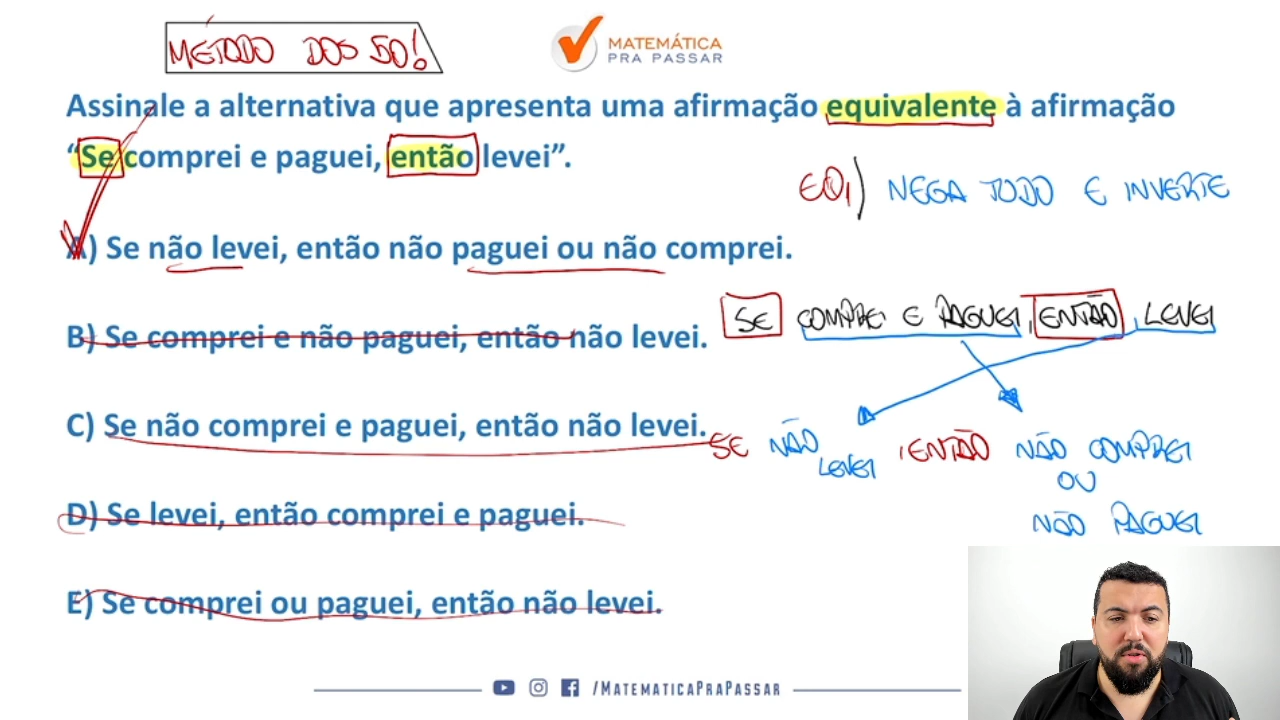 MÉTODO DOS 50!
MATEMÁTICA
PRA PASSAR
Assinale a alternativa que apresenta uma afirmação equivalente à afirmação
“Se comprei e paguei, então levei”.
EQ1) NEGA TUDO E INVERTE
A) Se não levei, então não paguei ou não comprei.
SE COMPREI E PAGUEI, ENTÃO, LEVEI
B) Se comprei e não paguei, então não levei.
C) Se não comprei e paguei, então não levei.
SE NÃO LEVEI, ENTÃO NÃO COMPREI
OU
NÃO PAGUEI
D) Se levei, então comprei e paguei.
E) Se comprei ou paguei, então não levei.
/MATEMATICAPRAPASSAR